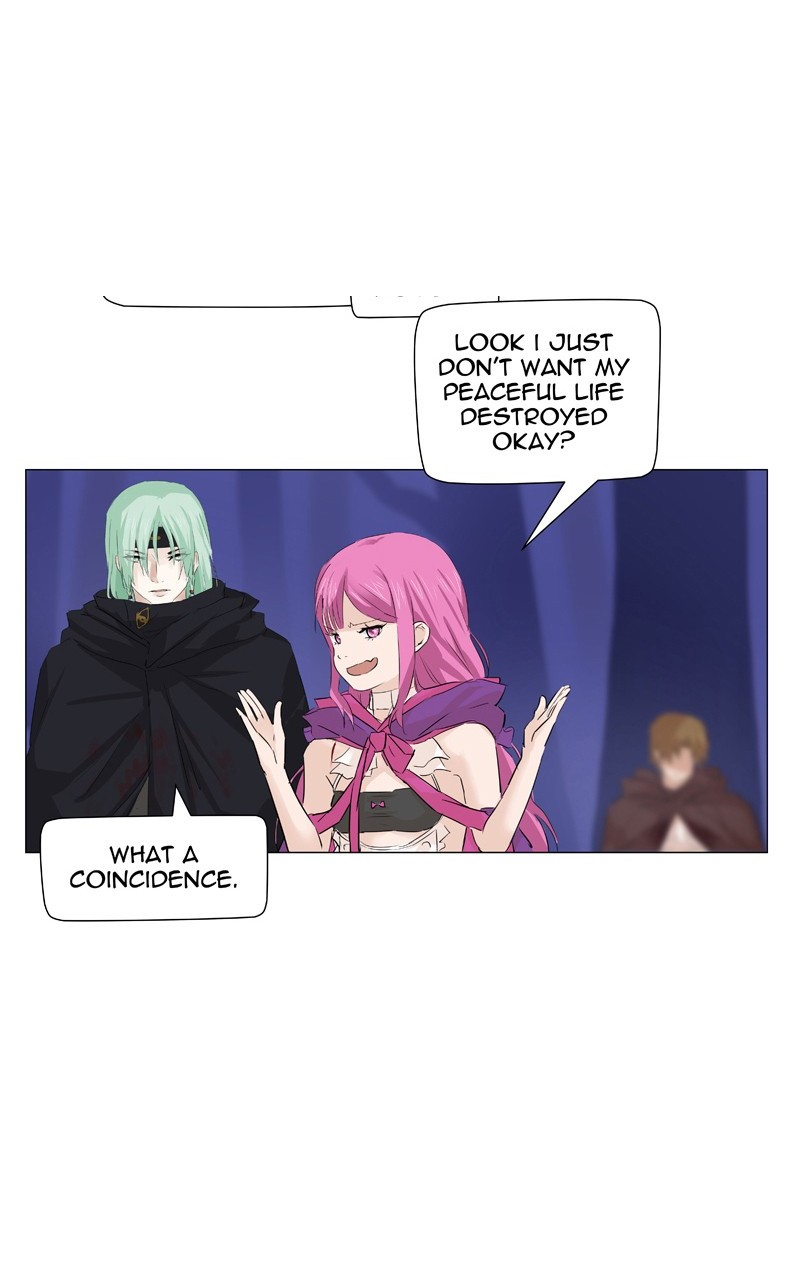 LOOK I JUST
DON'T WANT MY
PEACEFUL LIFE
DESTROYED
OKAY?
WHAT A
COINCIDENCE.